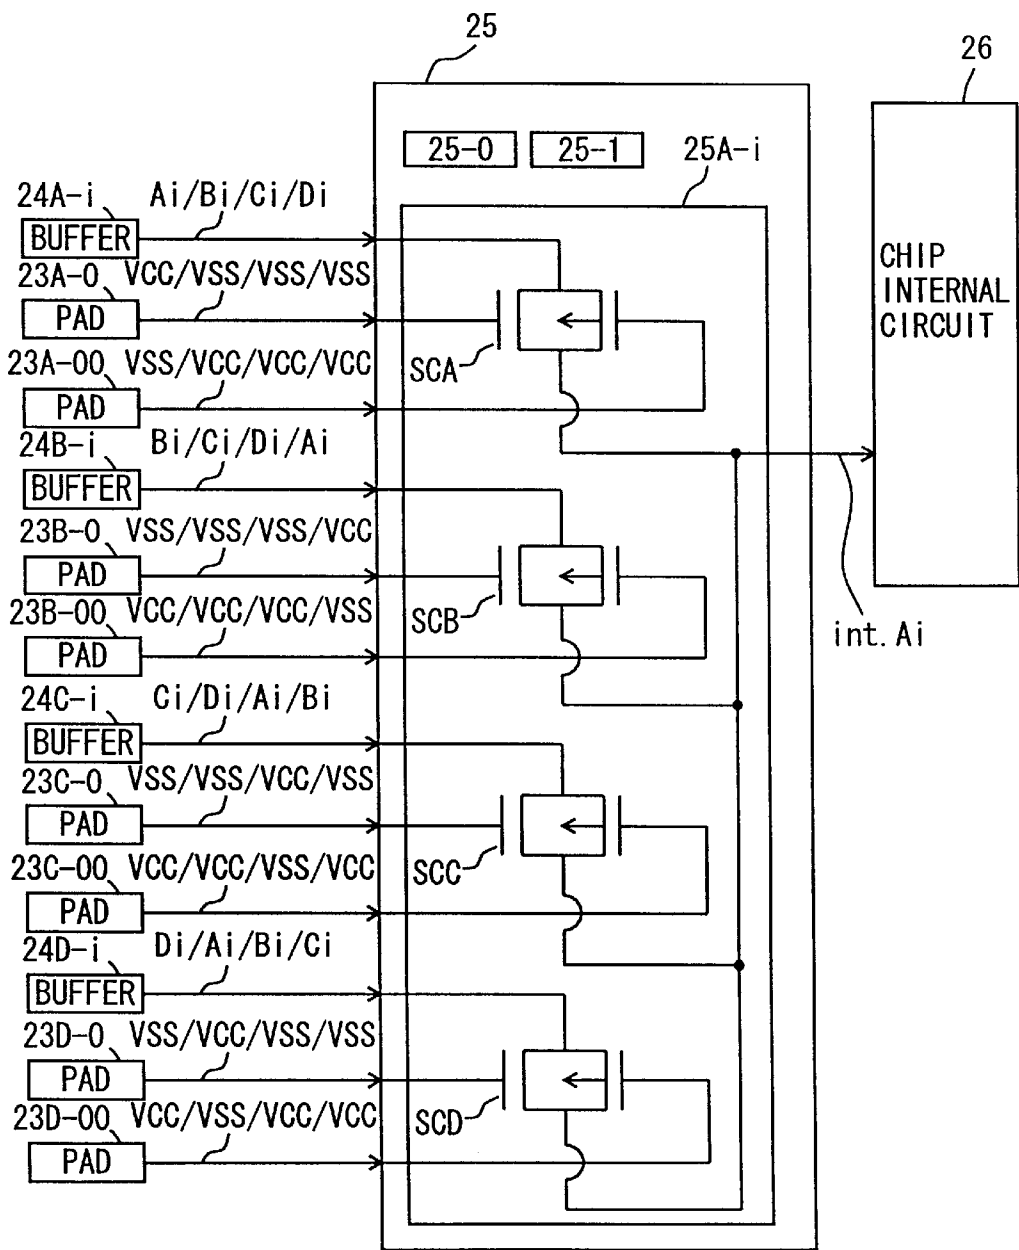 25
26
25-0 25-1
25A-i
24A-i Ai/Bi/Ci/Di
BUFFER
23A-0 VCC/VSS/VSS/VSS
PAD
SCA
23A-00 VSS/VCC/VCC/VCC
PAD
CHIP
INTERNAL
CIRCUIT
24B-i Bi/Ci/Di/Ai
BUFFER
23B-0 VSS/VSS/VSS/VCC
PAD
SCB
23B-00 VCC/VCC/VCC/VSS
PAD
int.Ai
24C-i Ci/Di/Ai/Bi
BUFFER
23C-0 VSS/VSS/VCC/VSS
PAD
SCC
23C-00 VCC/VCC/VSS/VCC
PAD
24D-i Di/Ai/Bi/Ci
BUFFER
23D-0 VSS/VCC/VSS/VSS
PAD
SCD
23D-00 VCC/VSS/VCC/VCC
PAD